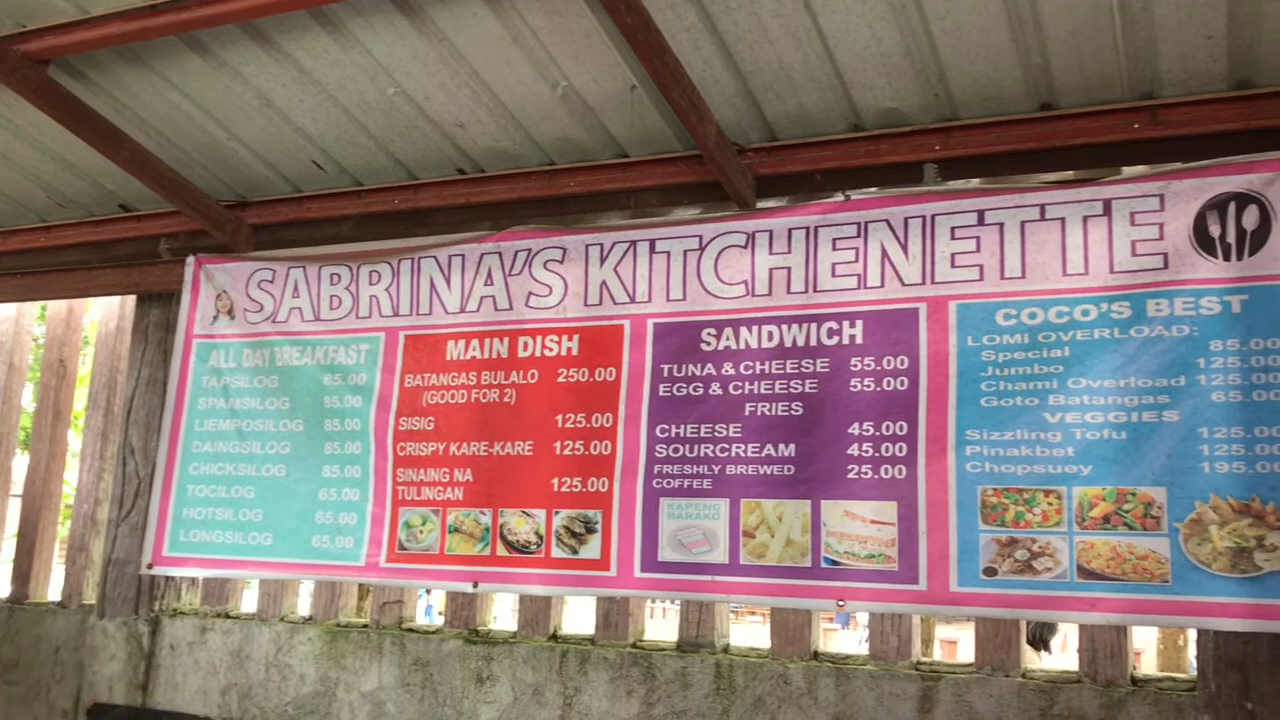 SABRINA'S KITCHENETTE
ALL DAY BREAKFAST
TAPSILOG 85.00
SPAMSILOG 85.00
LIEMPOSILOG 85.00
DAINGSILOG 85.00
CHICKSILOG 85.00
TOCILOG 65.00
HOTSILOG 65.00
LONGSILOG 65.00
MAIN DISH
BATANGAS BULALO 250.00
(GOOD FOR 2)
SISIG 125.00
CRISPY KARE-KARE 125.00
SINAING NA
TULINGAN 125.00
SANDWICH
TUNA & CHEESE 55.00
EGG & CHEESE 55.00
FRIES
CHEESE 45.00
SOURCREAM 45.00
FRESHLY BREWED 25.00
COFFEE
KAPENG
BARAKO
COCO'S BEST
LOMI OVERLOAD:
Special 85.00
Jumbo 125.00
Chami Overload 125.00
Goto Batangas 65.00
VEGGIES
Sizzling Tofu 125.00
Pinakbet 125.00
Chopsuey 195.00